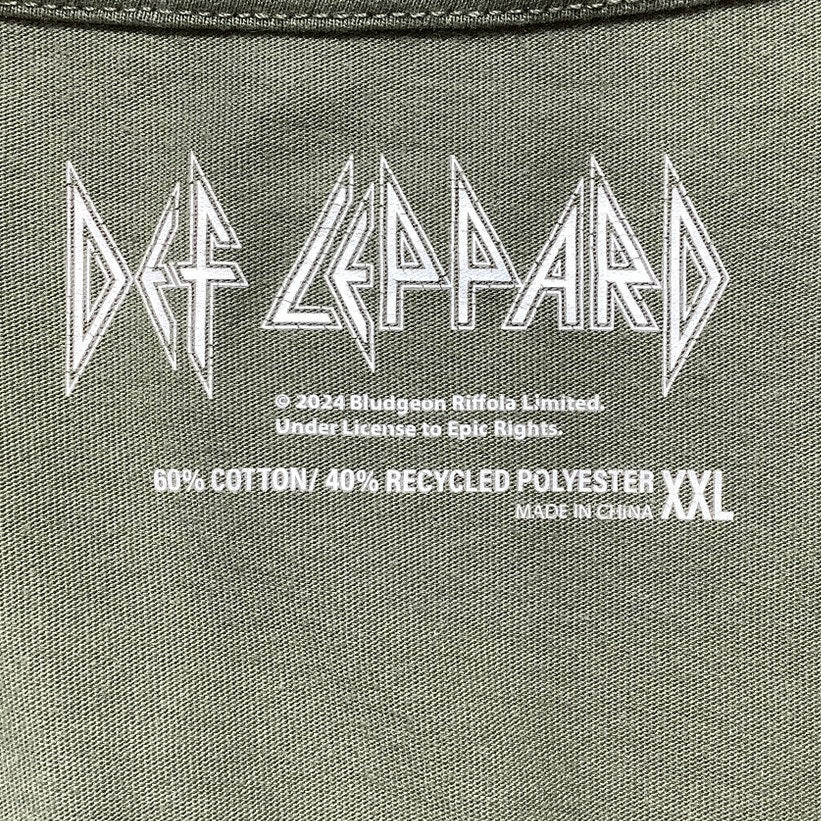 DEF LEPPARD
© 2024 Bludgeon Riffola Limited.
Under License to Epic Rights.
60% COTTON/ 40% RECYCLED POLYESTER XXL
MADE IN CHINA